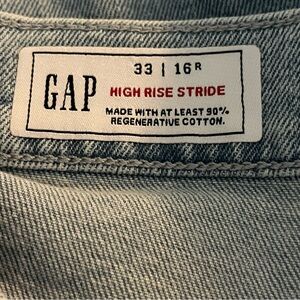 33 | 16R
GAP
HIGH RISE STRIDE
MADE WITH AT LEAST 90%
REGENERATIVE COTTON.